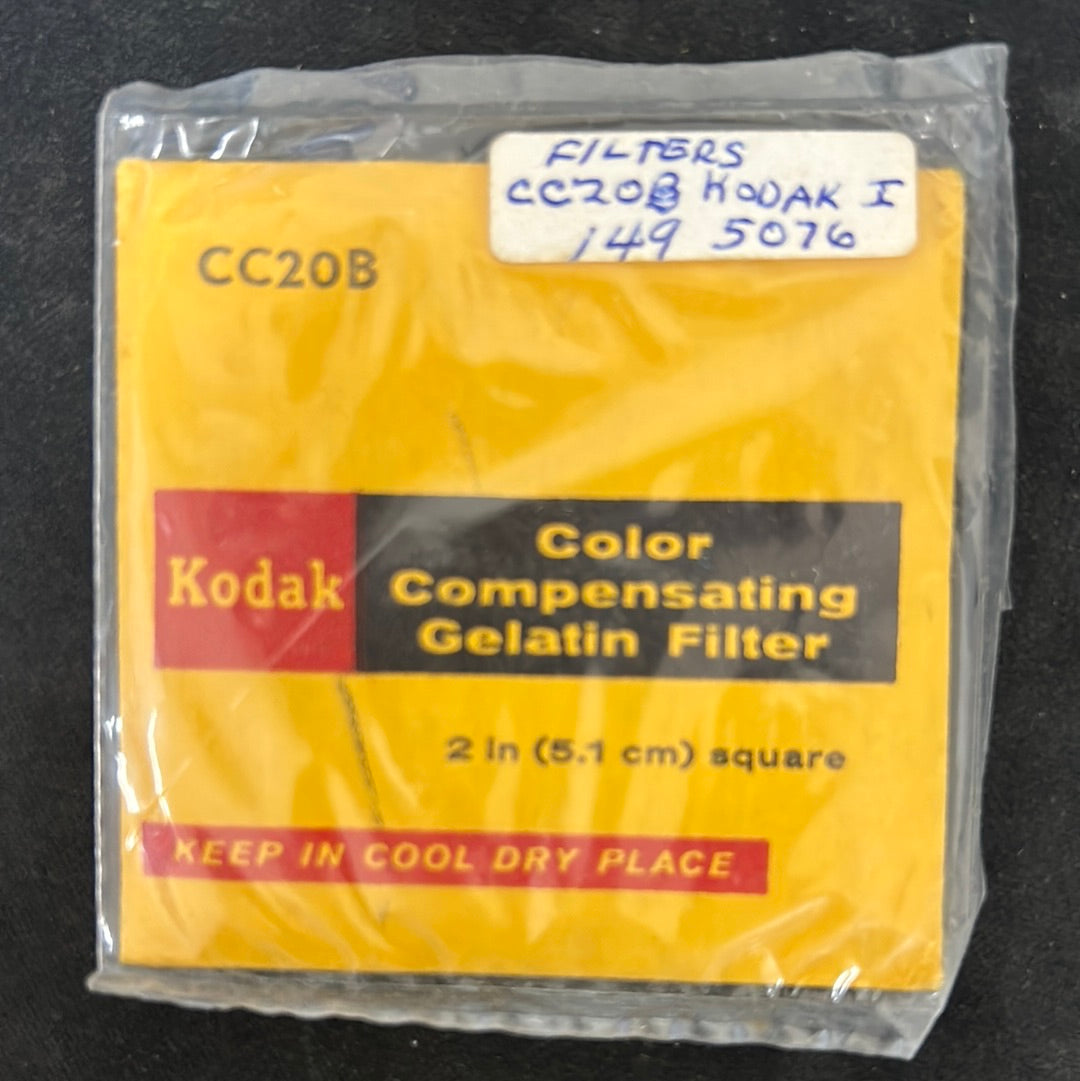 FILTERS
CC20B KODAK I
149 5076
CC20B
Kodak
Color
Compensating
Gelatin Filter
2 in (5.1 cm) square
KEEP IN COOL DRY PLACE